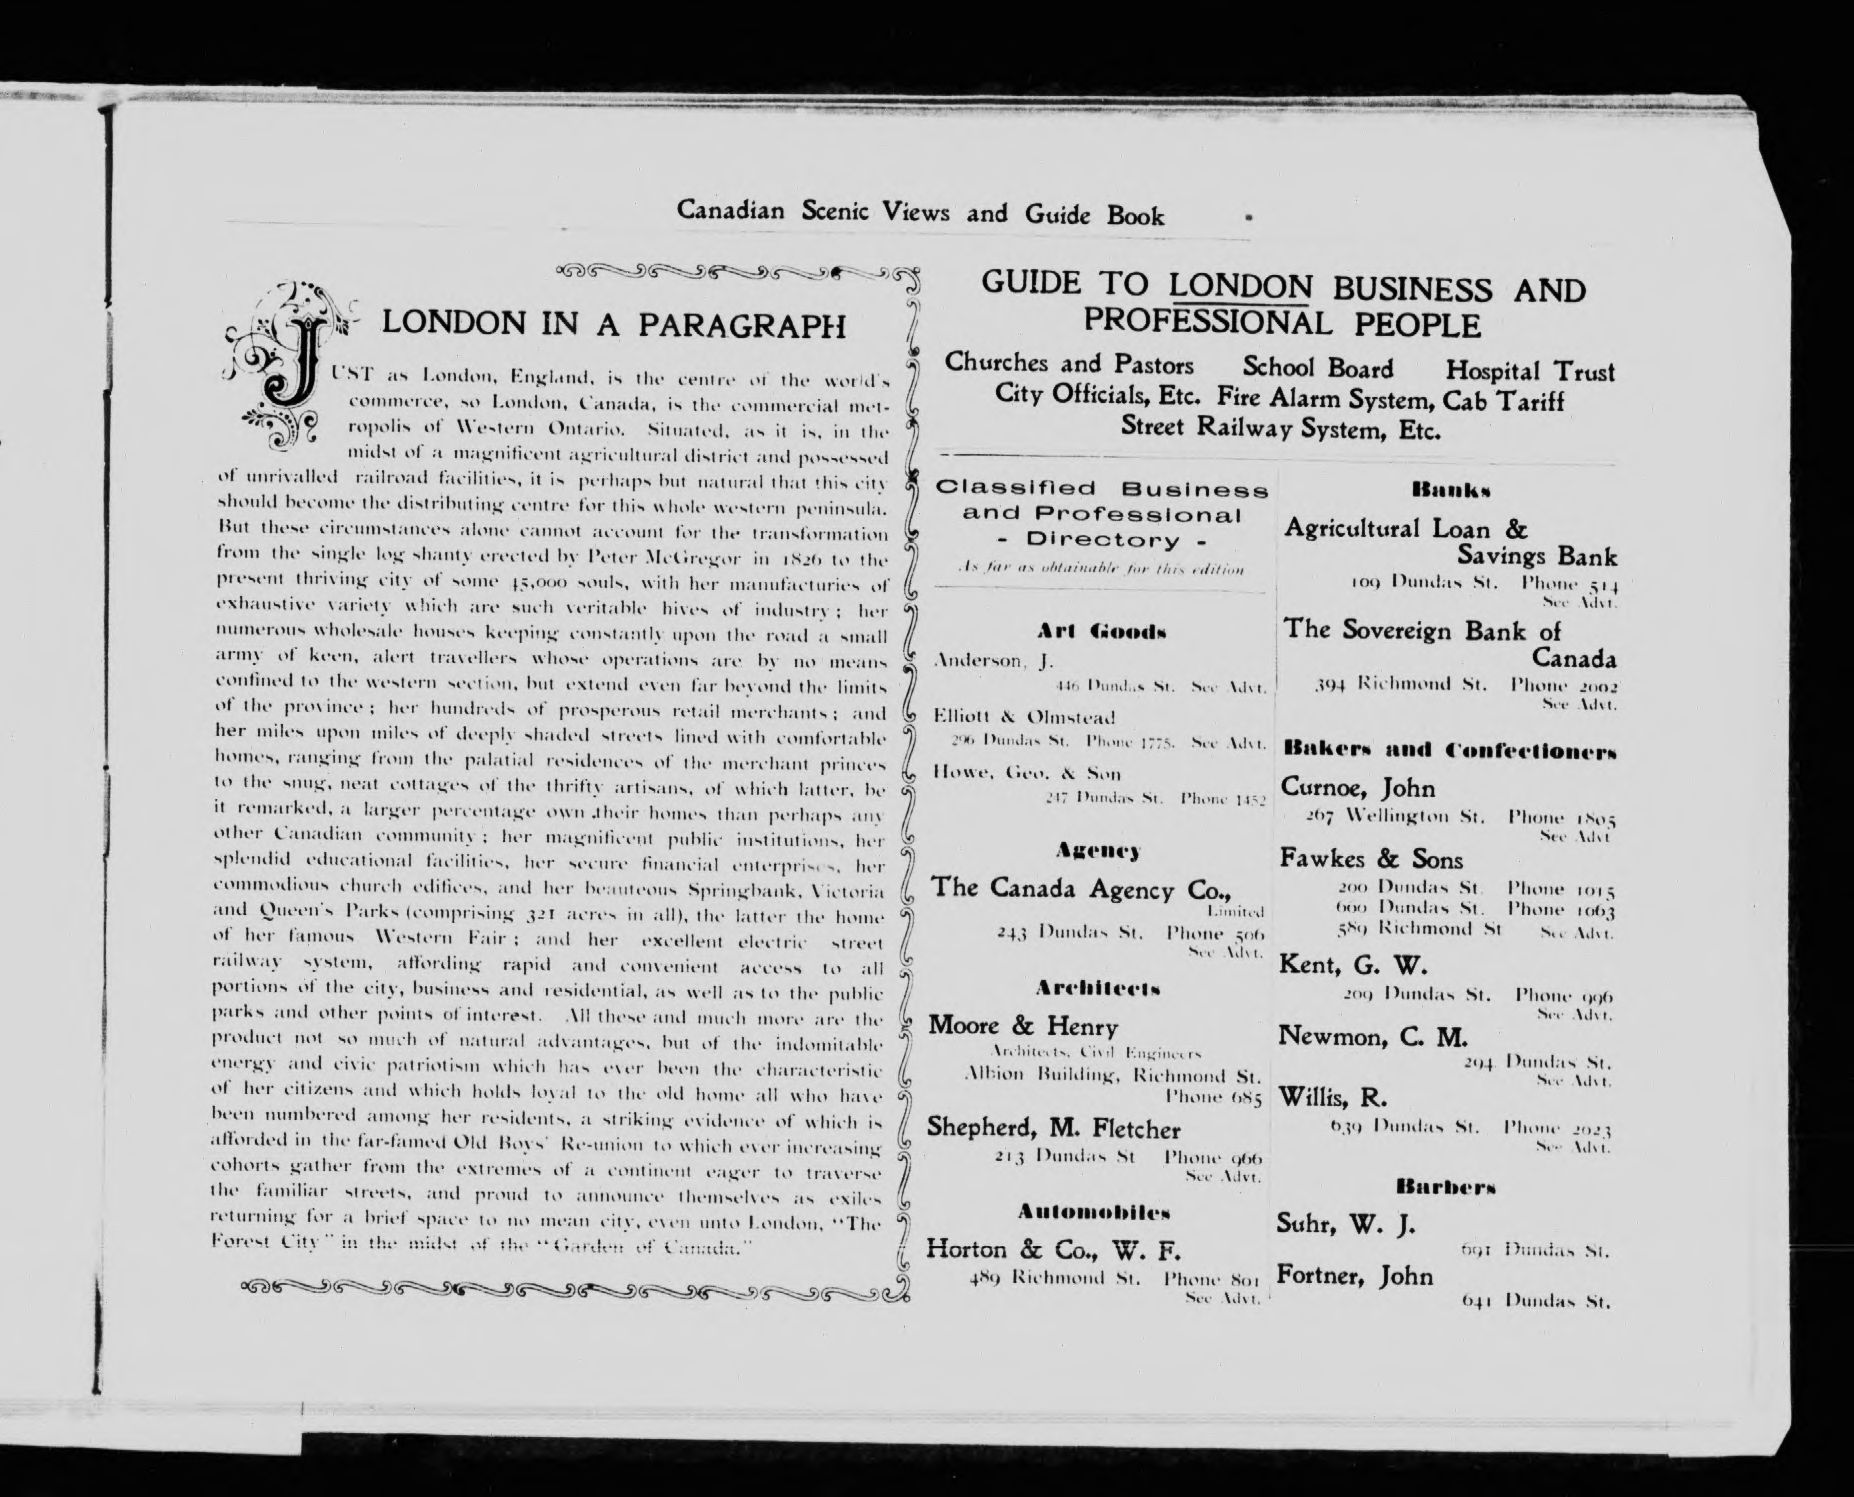 Canadian Scenic Views and Guide Book
LONDON IN A PARAGRAPH
JUST as London, England, is the centre of the world's
commerce, so London, Canada, is the commercial met-
ropolis of Western Ontario. Situated, as it is, in the
midst of a magnificent agricultural district and possessed
of unrivalled railroad facilities, it is perhaps but natural that this city
should become the distributing centre for this whole western peninsula.
But these circumstances alone cannot account for the transformation
from the single log shanty erected by Peter McGregor in 1826 to the
present thriving city of some 45,000 souls, with her manufacturies of
exhaustive variety which are such veritable hives of industry; her
numerous wholesale houses keeping constantly upon the road a small
army of keen, alert travellers whose operations are by no means
confined to the western section, but extend even far beyond the limits
of the province; her hundreds of prosperous retail merchants; and
her miles upon miles of deeply shaded streets lined with comfortable
homes, ranging from the palatial residences of the merchant princes
to the snug, neat cottages of the thrifty artisans, of which latter, be
it remarked, a larger percentage own their homes than perhaps any
other Canadian community; her magnificent public institutions, her
splendid educational facilities, her secure financial enterprises, her
commodious church edifices, and her beauteous Springbank, Victoria
and Queen's Parks (comprising 321 acres in all), the latter the home
of her famous Western Fair; and her excellent electric street
railway system, affording rapid and convenient access to all
portions of the city, business and residential, as well as to the public
parks and other points of interest. All these and much more are the
product not so much of natural advantages, but of the indomitable
energy and civic patriotism which has ever been the characteristic
of her citizens and which holds loyal to the old home all who have
been numbered among her residents, a striking evidence of which is
afforded in the far-famed Old Boys' Re-union to which ever increasing
cohorts gather from the extremes of a continent eager to traverse
the familiar streets, and proud to announce themselves as exiles
returning for a brief space to no mean city, even unto London, "The
Forest City" in the midst of the "Garden of Canada."
GUIDE TO LONDON BUSINESS AND
PROFESSIONAL PEOPLE
Churches and Pastors School Board Hospital Trust
City Officials, Etc. Fire Alarm System, Cab Tariff
Street Railway System, Etc.
Classified Business
and Professional
- Directory -
As far as obtainable for this edition
Art Goods
Anderson, J.
446 Dundas St. See Advt.
Elliott & Olmstead
296 Dundas St. Phone 1775. See Advt.
Howe, Geo. & Son
247 Dundas St. Phone 1452
Agency
The Canada Agency Co.,
Limited
243 Dundas St. Phone 506
See Advt.
Architects
Moore & Henry
Architects, Civil Engineers
Albion Building, Richmond St.
Phone 685
Shepherd, M. Fletcher
213 Dundas St Phone 966
See Advt.
Automobiles
Horton & Co., W. F.
489 Richmond St. Phone 801
See Advt.
Banks
Agricultural Loan &
Savings Bank
109 Dundas St. Phone 514
See Advt.
The Sovereign Bank of
Canada
394 Richmond St. Phone 2002
See Advt.
Bakers and Confectioners
Curnoe, John
267 Wellington St. Phone 1805
See Advt
Fawkes & Sons
200 Dundas St. Phone 1015
600 Dundas St. Phone 1063
589 Richmond St See Advt.
Kent, G. W.
209 Dundas St. Phone 996
See Advt.
Newmon, C. M.
294 Dundas St.
See Advt.
Willis, R.
639 Dundas St. Phone 2023
See Advt.
Barbers
Suhr, W. J.
691 Dundas St.
Fortner, John
641 Dundas St.